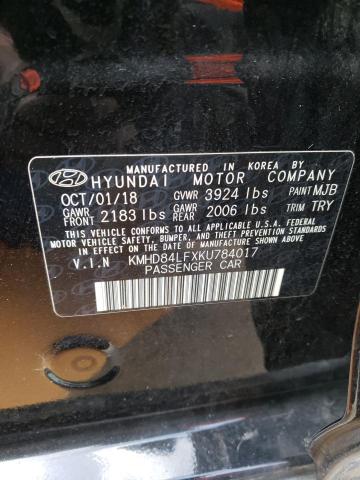 MANUFACTURED IN KOREA BY
HYUNDAI MOTOR COMPANY
OCT/01/18 GVWR 3924 lbs PAINT MJB
GAWR FRONT 2183 lbs GAWR REAR 2006 lbs TRIM TRY
THIS VEHICLE CONFORMS TO ALL APPLICABLE U.S.A. FEDERAL
MOTOR VEHICLE SAFETY, BUMPER, AND THEFT PREVENTION
STANDARDS IN EFFECT ON THE DATE OF MANUFACTURE SHOWN ABOVE.
V.I.N KMHD84LFXKU784017
PASSENGER CAR